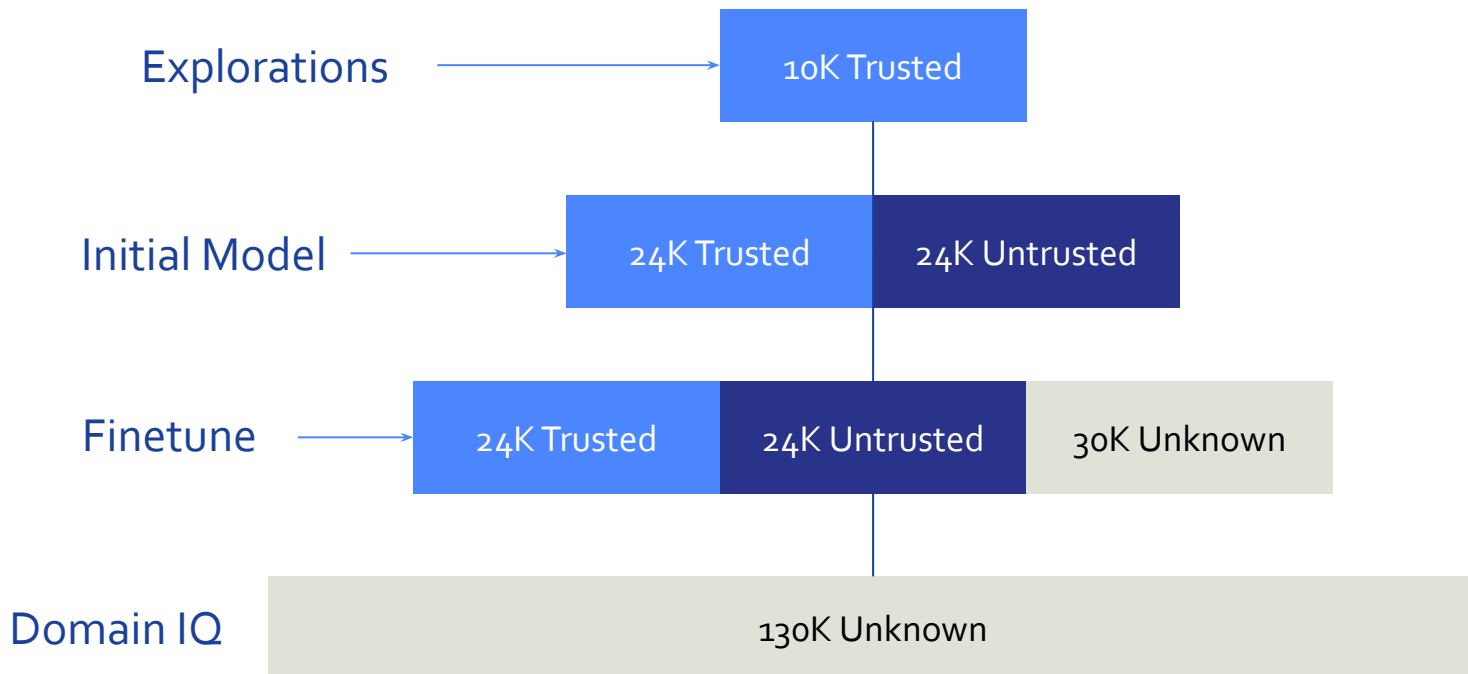 Explorations
10K Trusted
Initial Model
24K Trusted
24K Untrusted
Finetune
24K Trusted
24K Untrusted
30K Unknown
Domain IQ
130K Unknown